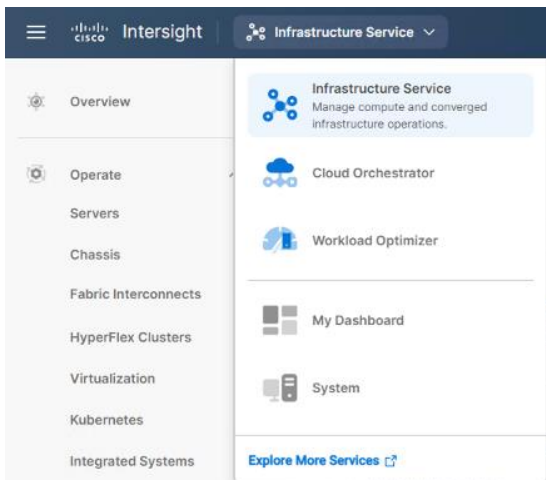 cisco Intersight Infrastructure Service
Overview
Operate
Servers
Chassis
Fabric Interconnects
HyperFlex Clusters
Virtualization
Kubernetes
Integrated Systems
Infrastructure Service
Manage compute and converged
infrastructure operations.
Cloud Orchestrator
Workload Optimizer
My Dashboard
System
Explore More Services